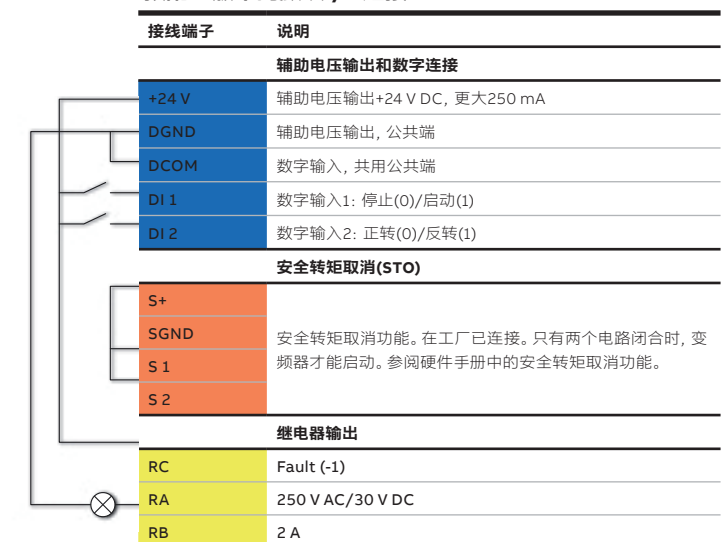 接线端子 说明
辅助电压输出和数字连接
+24 V 辅助电压输出+24 V DC, 更大250 mA
DGND 辅助电压输出, 公共端
DCOM 数字输入, 共用公共端
DI 1 数字输入1: 停止(0)/启动(1)
DI 2 数字输入2: 正转(0)/反转(1)
安全转矩取消(STO)
S+
SGND
S 1
S 2
安全转矩取消功能。在工厂已连接。只有两个电路闭合时, 变
频器才能启动。参阅硬件手册中的安全转矩取消功能。
继电器输出
RC Fault (-1)
RA 250 V AC/30 V DC
RB 2 A